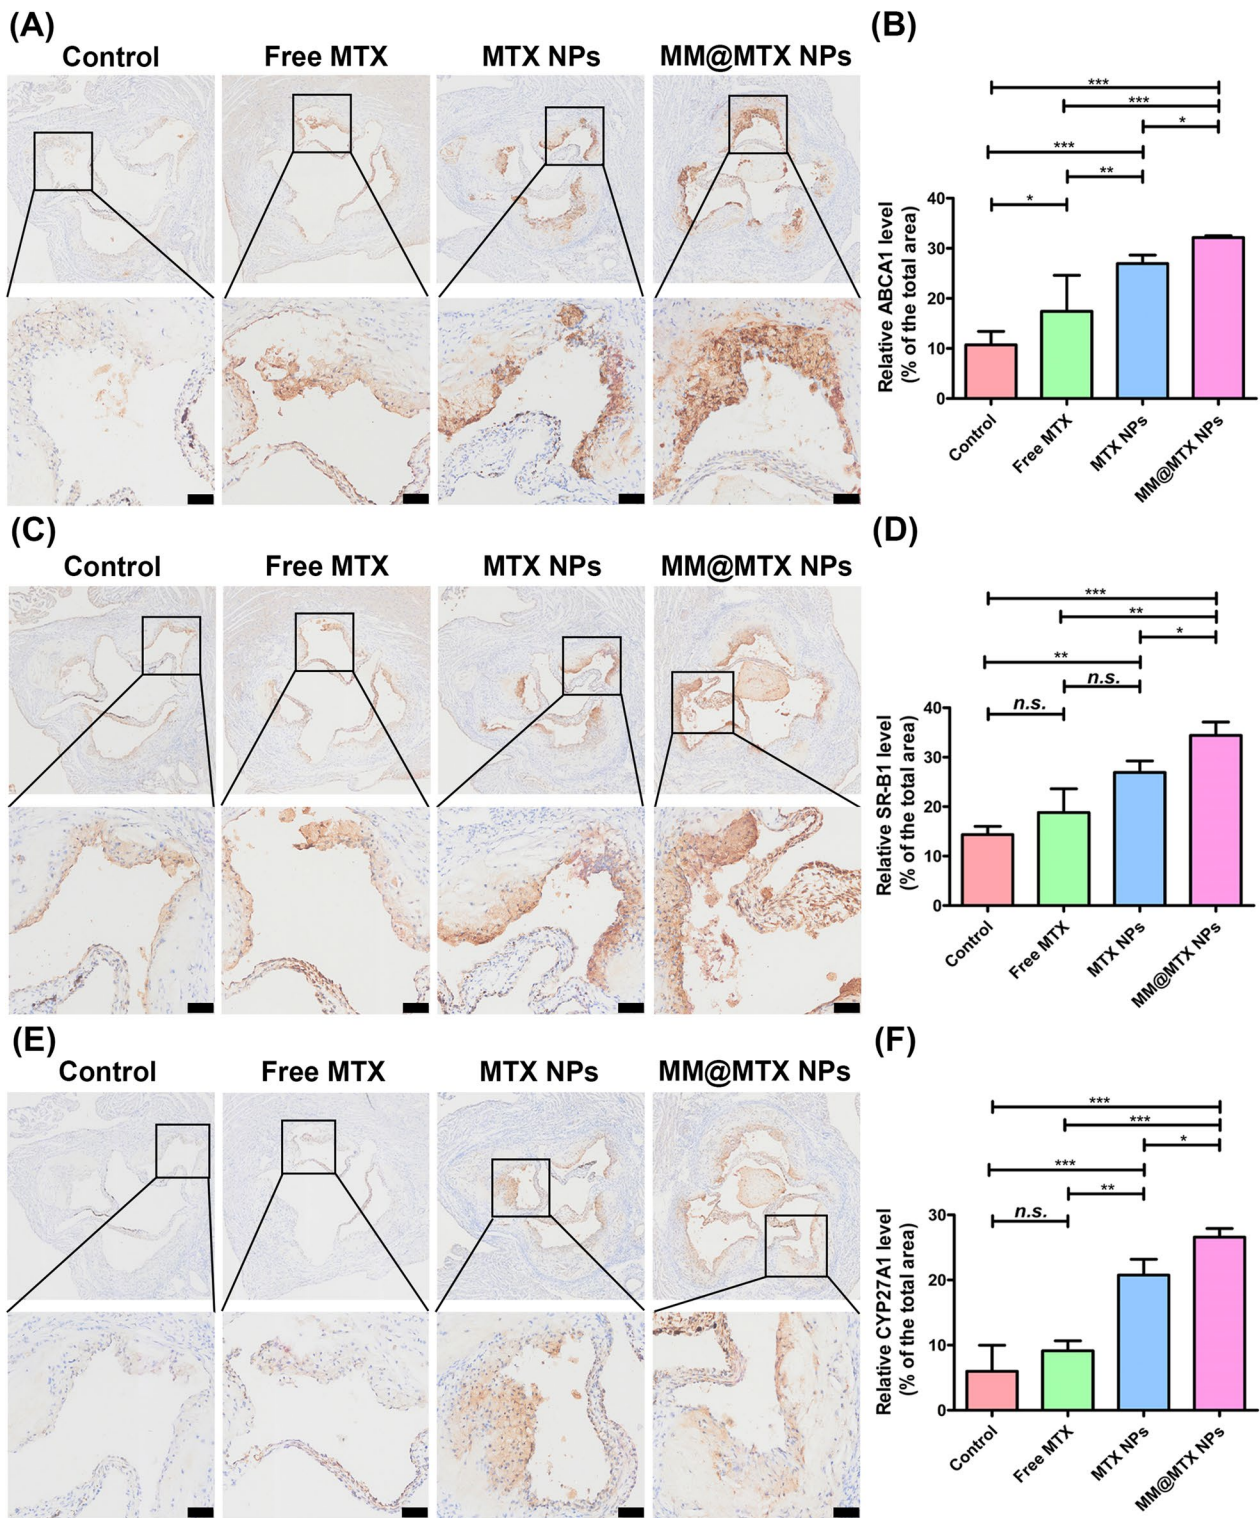 (A)
Control
Free MTX
MTX NPs
MM@MTX NPs
(B)
***
***
*
***
**
*
Relative ABCA1 level
(% of the total area)
40
30
20
10
0
Control
Free MTX
MTX NPs
MM@MTX NPs
(C)
Control
Free MTX
MTX NPs
MM@MTX NPs
(D)
***
**
*
**
n.s.
n.s.
Relative SR-B1 level
(% of the total area)
40
30
20
10
0
Control
Free MTX
MTX NPs
MM@MTX NPs
(E)
Control
Free MTX
MTX NPs
MM@MTX NPs
(F)
***
***
*
***
**
n.s.
Relative CYP27A1 level
(% of the total area)
30
20
10
0
Control
Free MTX
MTX NPs
MM@MTX NPs